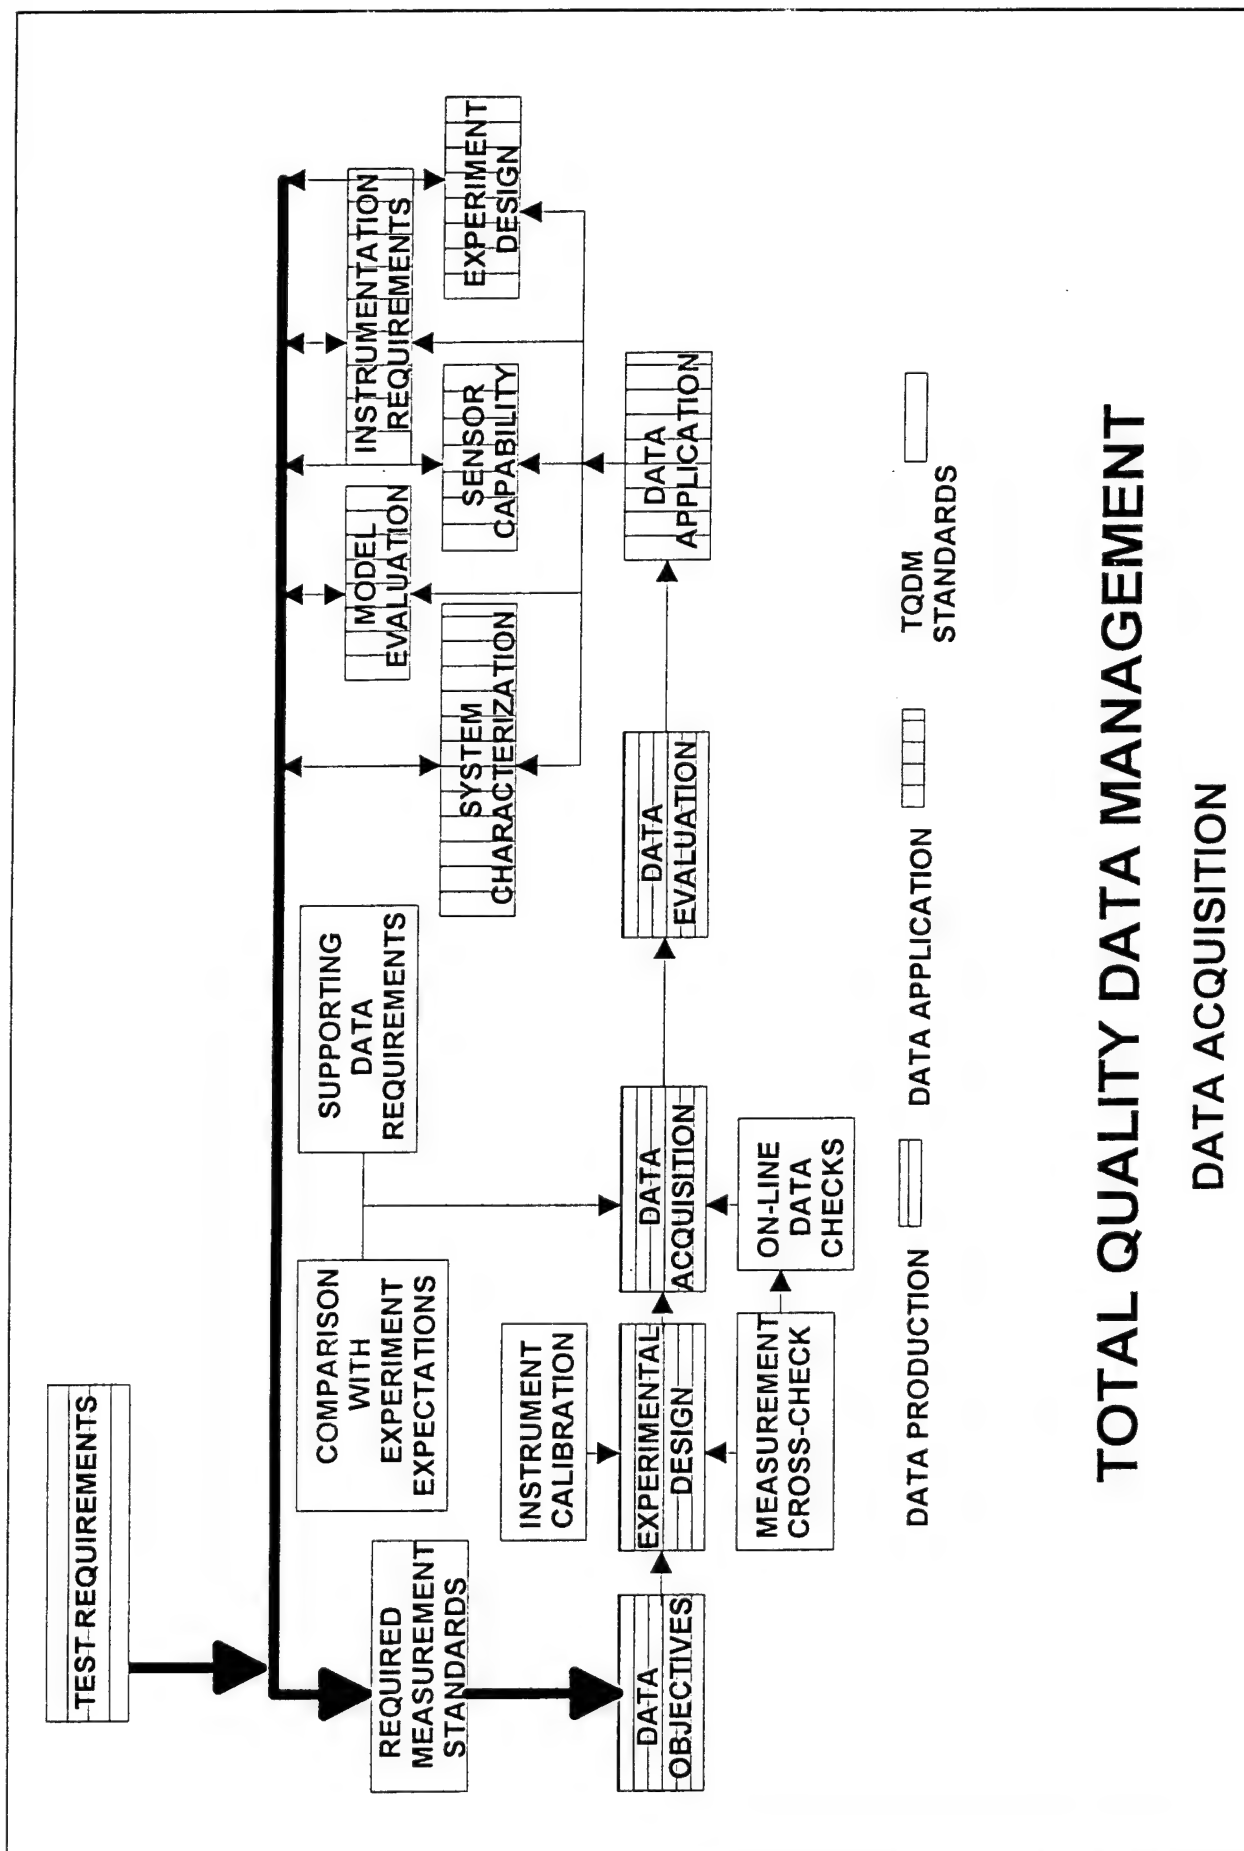 TEST REQUIREMENTS
REQUIRED
MEASUREMENT
STANDARDS
COMPARISON
WITH
EXPERIMENT
EXPECTATIONS
SUPPORTING
DATA
REQUIREMENTS
MODEL
EVALUATION
INSTRUMENTATION
REQUIREMENTS
SYSTEM
CHARACTERIZATION
SENSOR
CAPABILITY
EXPERIMENT
DESIGN
INSTRUMENT
CALIBRATION
DATA
OBJECTIVES
EXPERIMENTAL
DESIGN
DATA
ACQUISITION
DATA
EVALUATION
DATA
APPLICATION
MEASUREMENT
CROSS-CHECK
ON-LINE
DATA
CHECKS
DATA PRODUCTION
DATA APPLICATION
TQDM
STANDARDS
TOTAL QUALITY DATA MANAGEMENT
DATA ACQUISITION